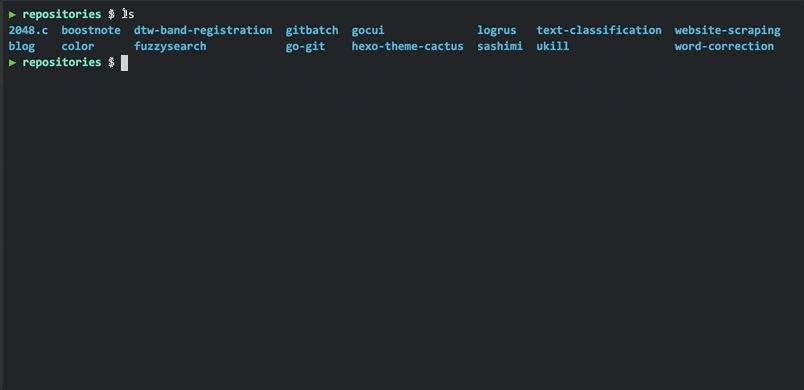 ▶ repositories $ ls
2048.c boostnote dtw-band-registration gitbatch gocui logrus text-classification website-scraping
blog color fuzzysearch go-git hexo-theme-cactus sashimi ukill word-correction
▶ repositories $